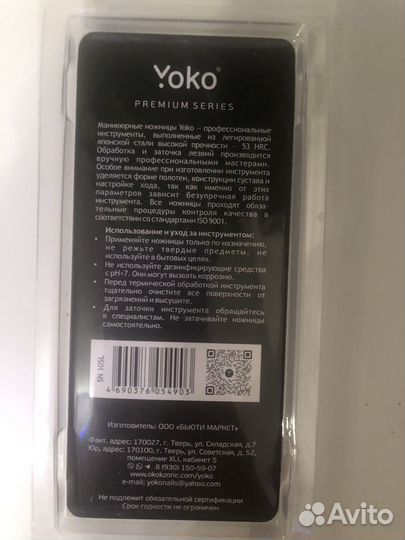 Yoko®
PREMIUM SERIES
Маникюрные ножницы Yoko – профессиональные
инструменты, выполненные из легированной
японской стали высокой прочности – 53 HRC.
Обработка и заточка лезвий производится
вручную профессиональными мастерами.
Особое внимание при изготовлении инструмента
уделяется форме полотен, конструкции сустава и
настройке хода, так как именно от этих
параметров зависит безупречная работа
инструмента. Все ножницы проходят обяза-
тельные процедуры контроля качества в
соответствии со стандартами ISO 9001.
Использование и уход за инструментом:
• Применяйте ножницы только по назначению,
не режьте твердые предметы, не
используйте в бытовых целях.
• Не используйте дезинфицирующие средства
с pH<7. Они могут вызвать коррозию.
• Перед термической обработкой инструмента
тщательно очистите все поверхности от
загрязнений и высушите.
• Для заточки инструмента обращайтесь
к специалистам. Не затачивайте ножницы
самостоятельно.
SN 105L
4 690376 054903
Изготовитель: ООО «БЬЮТИ МАРКЕТ»
Факт. адрес: 170027, г. Тверь, ул. Складская, д.7
Юр. адрес: 170100, г. Тверь, ул. Советская, д. 52,
помещение XLI, кабинет 5
8 (930) 150-59-07
www.okokzone.com/yoko
e-mail: yokonails@yahoo.com
Не подлежит обязательной сертификации
Срок годности не ограничен
Avito